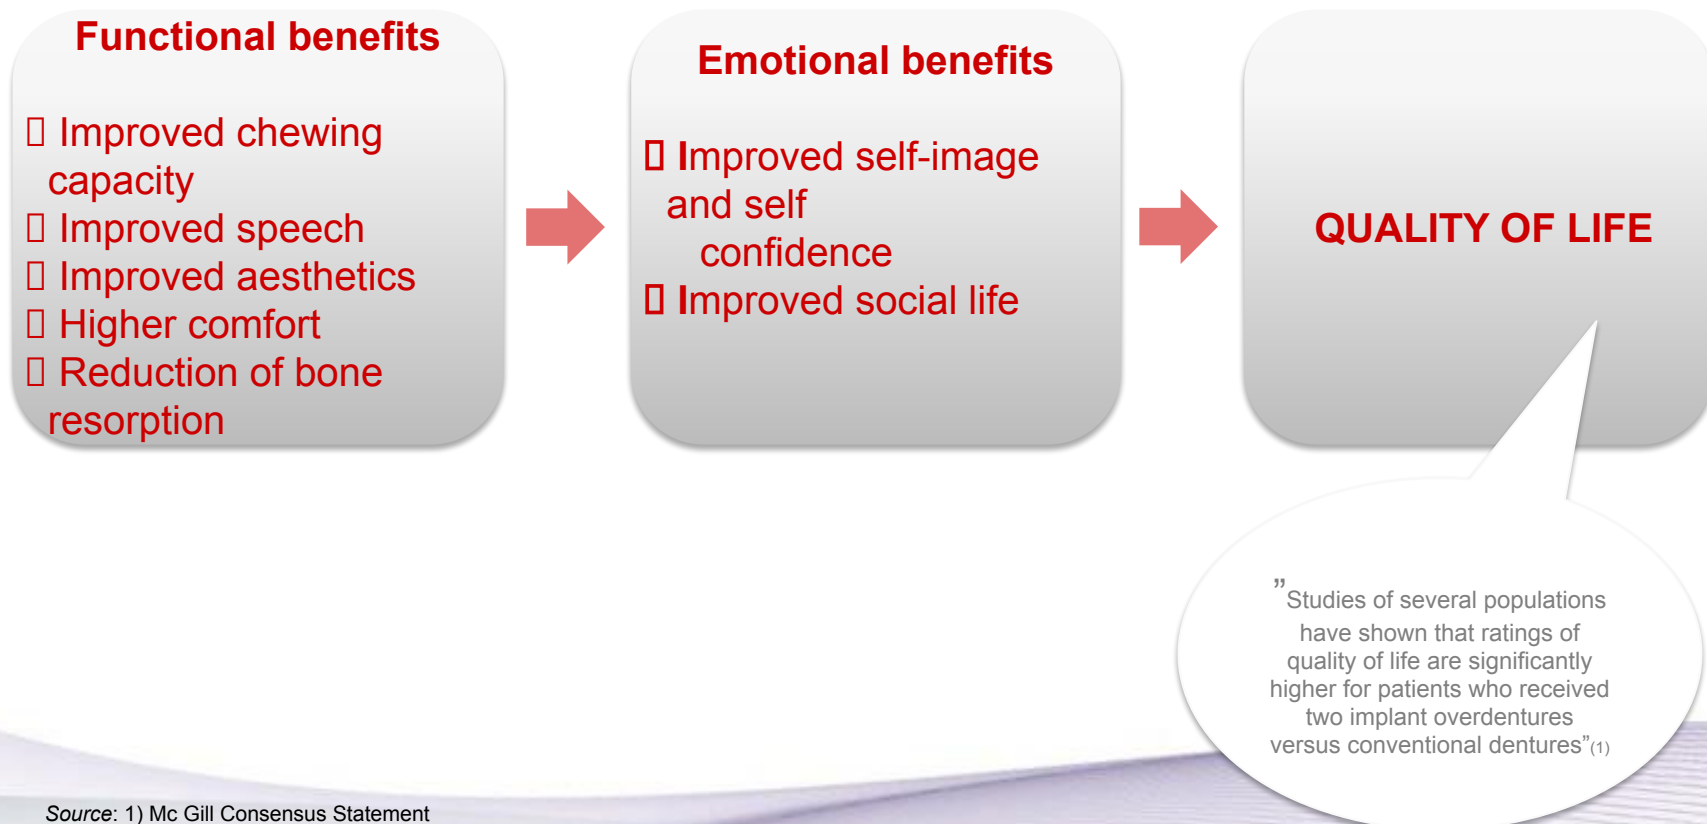 Functional benefits
▯ Improved chewing
capacity
▯ Improved speech
▯ Improved aesthetics
▯ Higher comfort
▯ Reduction of bone
resorption
Emotional benefits
▯ Improved self-image
and self
confidence
▯ Improved social life
QUALITY OF LIFE
”Studies of several populations
have shown that ratings of
quality of life are significantly
higher for patients who received
two implant overdentures
versus conventional dentures”(1)
Source: 1) Mc Gill Consensus Statement